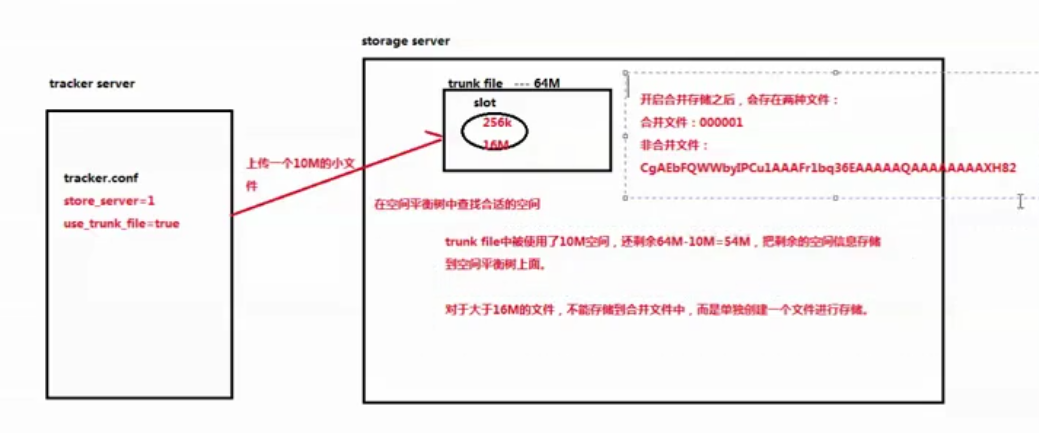 storage server
tracker server
trunk file --- 64M
slot
256k
16M
开启合并存储之后，会存在两种文件：
合并文件：000001
非合并文件：
CgAEbFQWWbyIPCu1AAAFr1bq36EAAAAAQAAAAAAAAXH82
上传一个10M的小文
件
tracker.conf
store_server=1
use_trunk_file=true
在空间平衡树中查找合适的空间
trunk file中被使用了10M空间，还剩余64M-10M=54M，把剩余的空间信息存储
到空间平衡树上面。
对于大于16M的文件，不能存储到合并文件中，而是单独创建一个文件进行存储。